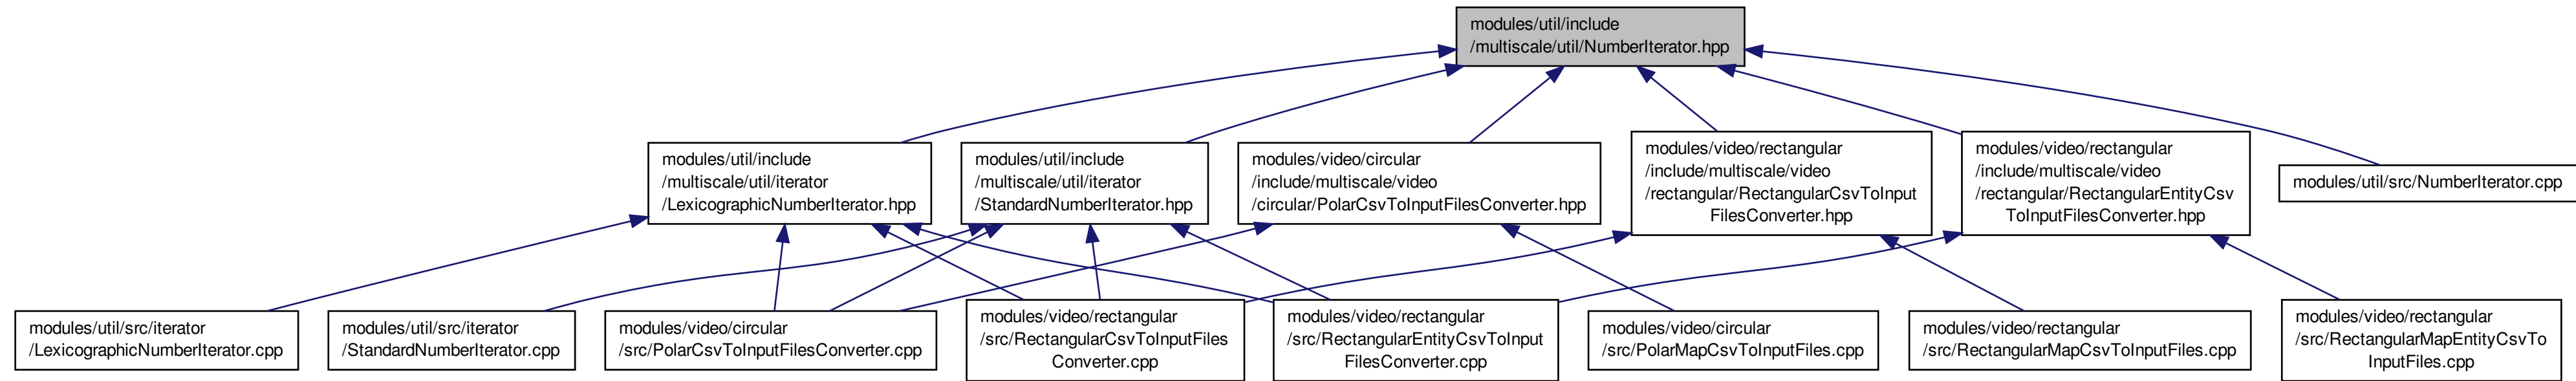 modules/util/include
/multiscale/util/NumberIterator.hpp
modules/util/include
/multiscale/util/iterator
/LexicographicNumberIterator.hpp
modules/util/include
/multiscale/util/iterator
/StandardNumberIterator.hpp
modules/video/circular
/include/multiscale/video
/circular/PolarCsvToInputFilesConverter.hpp
modules/video/rectangular
/include/multiscale/video
/rectangular/RectangularCsvToInput
FilesConverter.hpp
modules/video/rectangular
/include/multiscale/video
/rectangular/RectangularEntityCsv
ToInputFilesConverter.hpp
modules/util/src/NumberIterator.cpp
modules/util/src/iterator
/LexicographicNumberIterator.cpp
modules/util/src/iterator
/StandardNumberIterator.cpp
modules/video/circular
/src/PolarCsvToInputFilesConverter.cpp
modules/video/rectangular
/src/RectangularCsvToInputFiles
Converter.cpp
modules/video/rectangular
/src/RectangularEntityCsvToInput
FilesConverter.cpp
modules/video/circular
/src/PolarMapCsvToInputFiles.cpp
modules/video/rectangular
/src/RectangularMapCsvToInputFiles.cpp
modules/video/rectangular
/src/RectangularMapEntityCsvTo
InputFiles.cpp